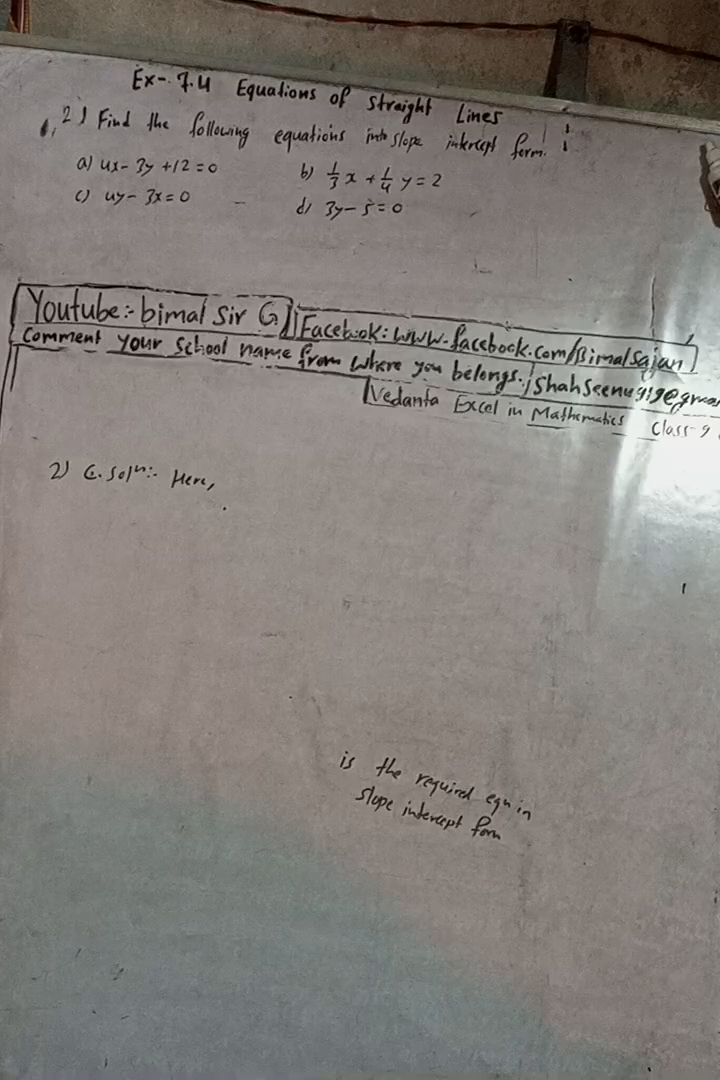 Ex-. 7.4 Equations of Straight Lines
2) Find the following equations into slope intercept form.
a) 4x - 3y + 12 = 0 b) 1/3 x + 1/4 y = 2
c) 4y - 3x = 0 d) 3y - 5 = 0
Youtube:- bimal Sir G Facebook: www.facebook.com/Bimalsajan
Comment your School name from where you belongs.
Vedanta Excel in Mathematics Class-9
2) C. Solⁿ:- Here,
is the required eqn in
slope intercept form